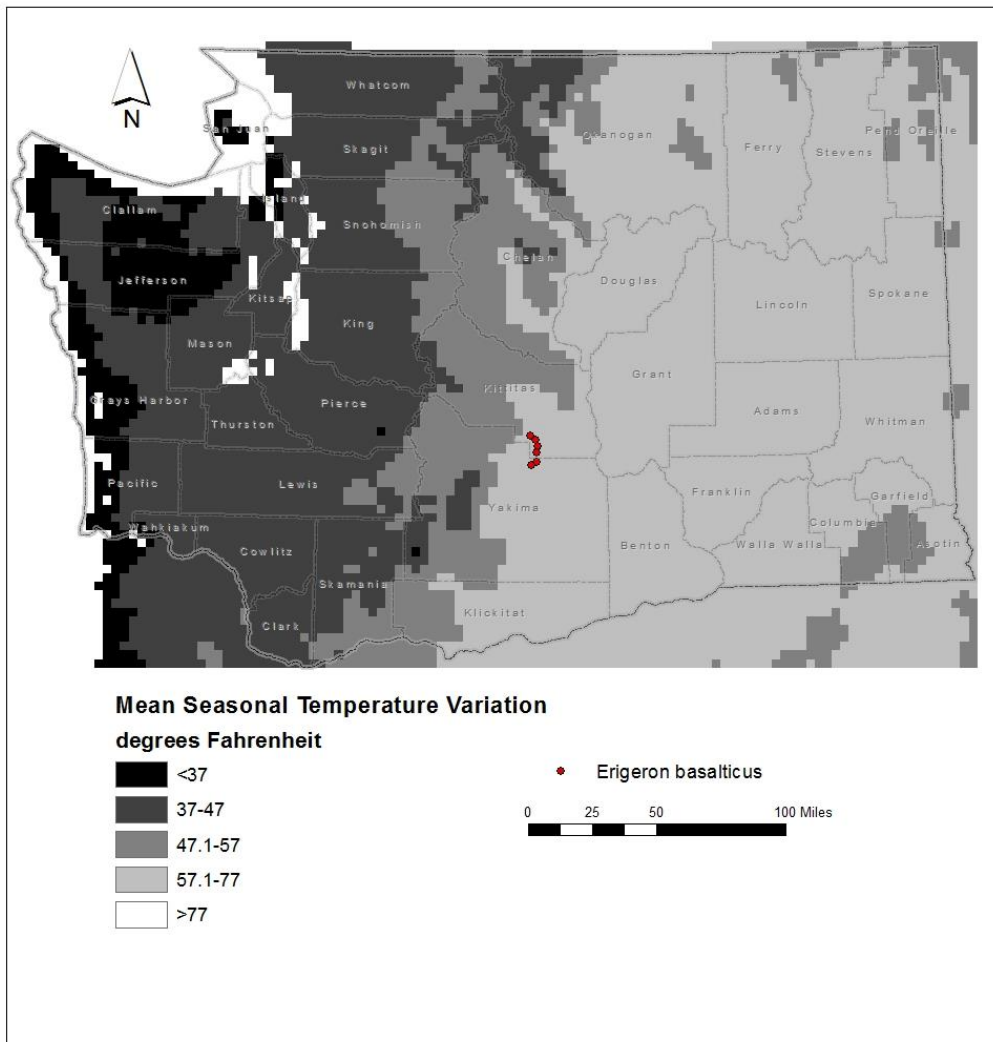 N
Whatcom
San Juan
Skagit
Okanogan
Ferry
Stevens
Pend Oreille
Island
Clallam
Snohomish
Chelan
Jefferson
Kitsap
Douglas
Lincoln
Spokane
King
Mason
Grant
Kittitas
Grays Harbor
Pierce
Adams
Whitman
Thurston
Pacific
Lewis
Yakima
Franklin
Garfield
Columbia
Wahkiakum
Cowlitz
Benton
Walla Walla
Asotin
Skamania
Klickitat
Clark
Mean Seasonal Temperature Variation
degrees Fahrenheit
<37
37-47
47.1-57
57.1-77
>77
Erigeron basalticus
0 25 50 100 Miles